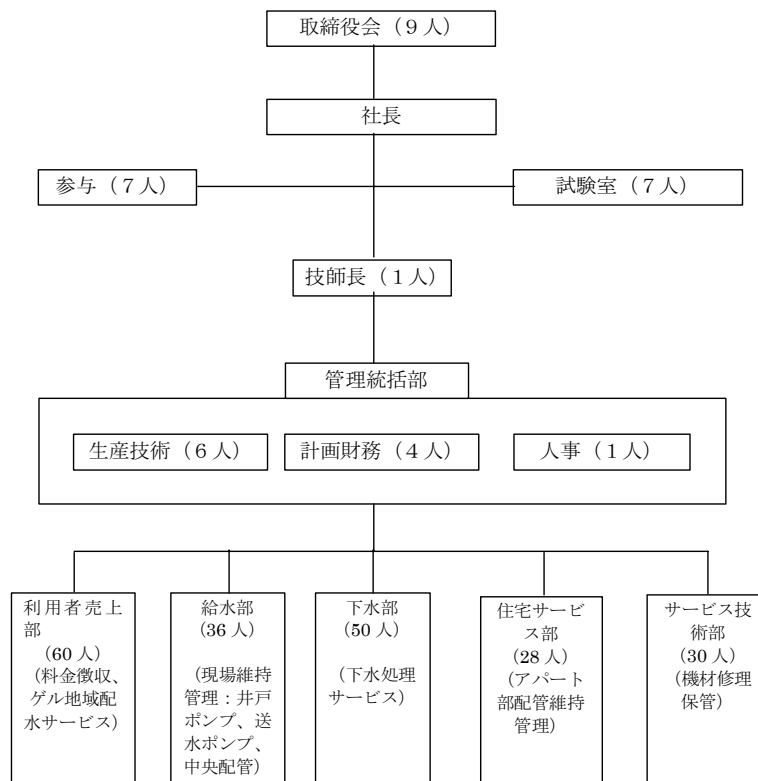 取締役会（9人）
社長
参与（7人）
試験室（7人）
技師長（1人）
管理統括部
生産技術（6人）
計画財務（4人）
人事（1人）
利用者売上
部
(60人)
(料金徴収、
ゲル地域配
水サービス）
給水部
(36人)
（現場維持
管理：井戸
ポンプ、送
水ポンプ、
中央配管）
下水部
(50人)
（下水処理
サービス）
住宅サービ
ス部
(28人)
（アパート
部配管維持
管理）
サービス技
術部
(30人)
(機材修理
保管）